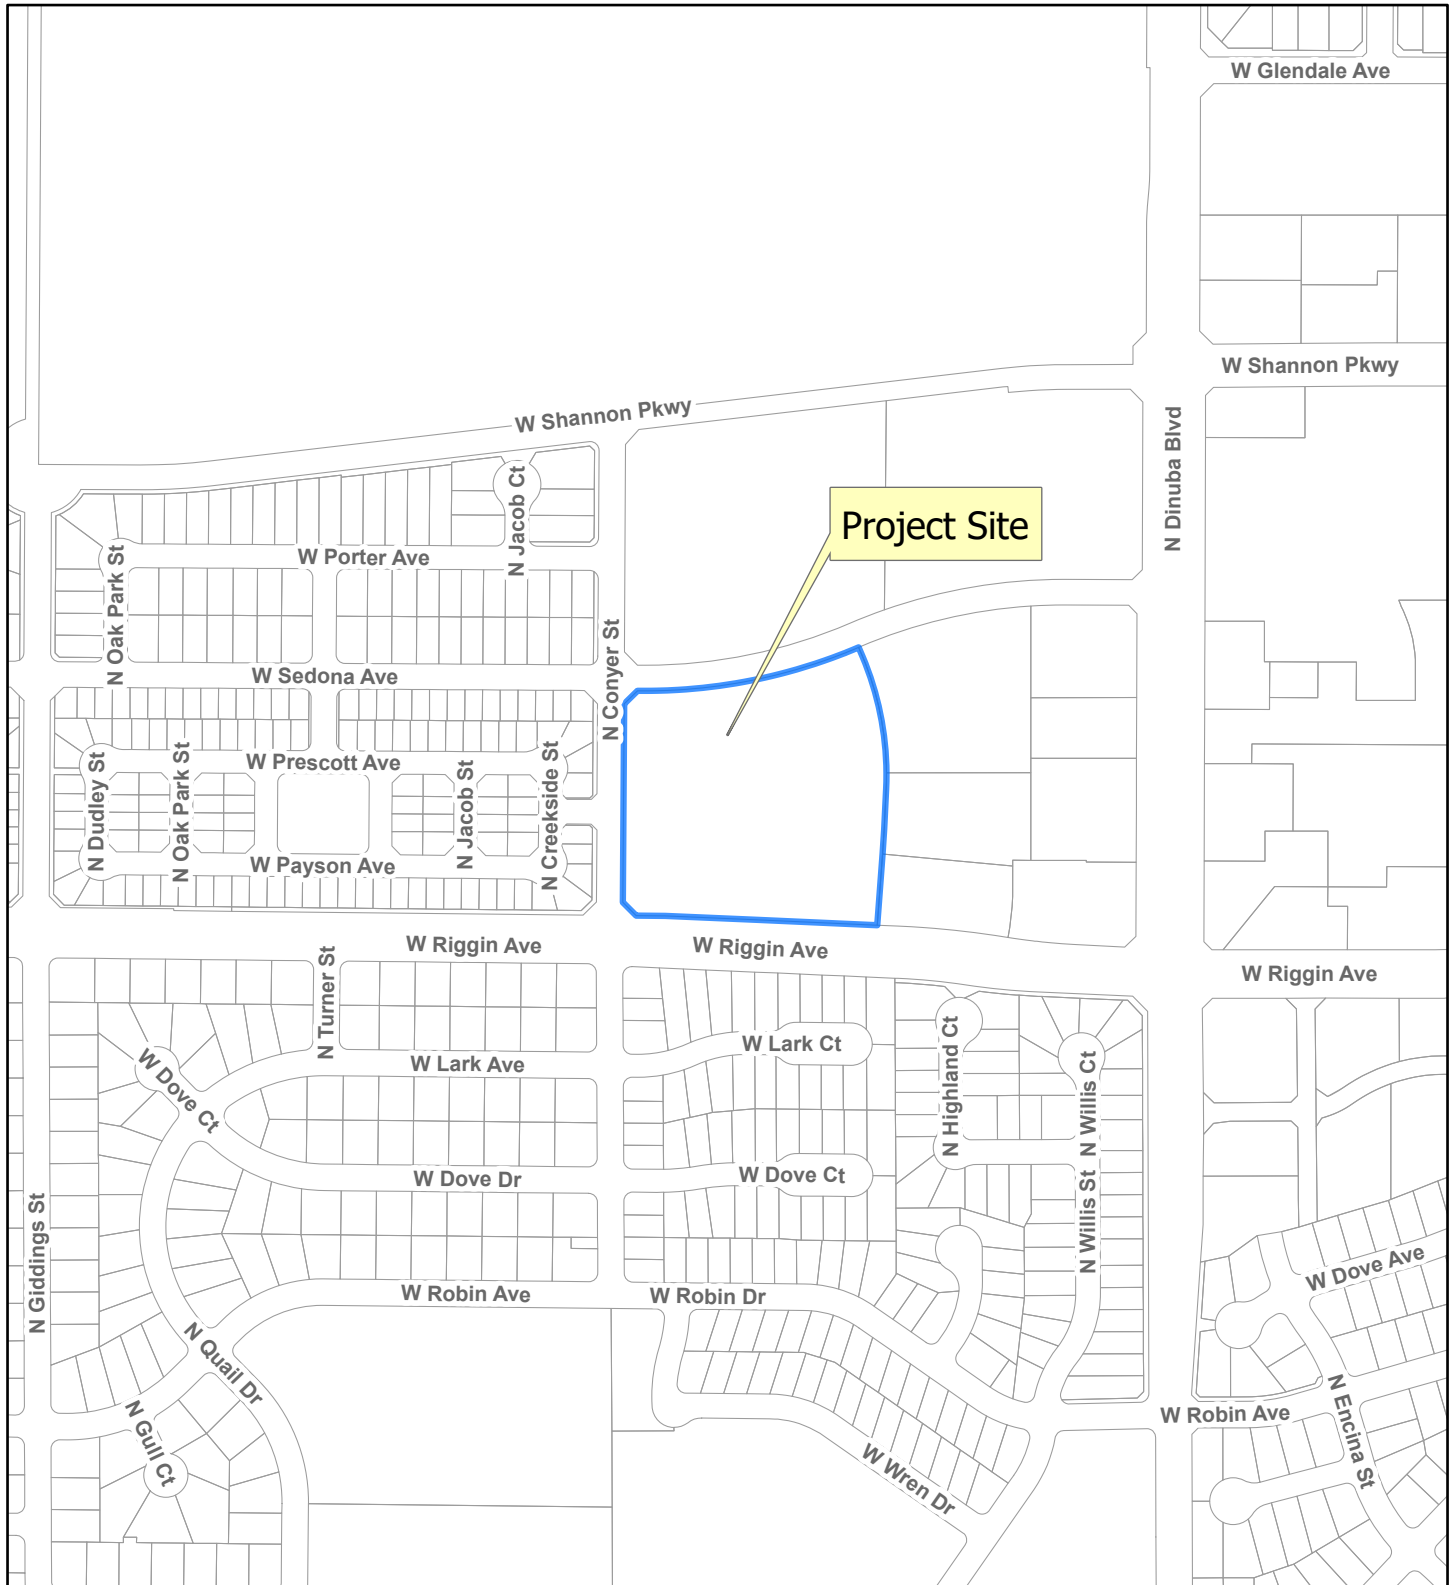 W Glendale Ave
W Shannon Pkwy
W Shannon Pkwy
N Dinuba Blvd
N Jacob Ct
Project Site
W Porter Ave
N Oak Park St
N Conyer St
W Sedona Ave
W Prescott Ave
N Dudley St
N Oak Park St
N Jacob St
N Creekside St
W Payson Ave
W Riggin Ave
W Riggin Ave
W Riggin Ave
N Turner St
W Lark Ct
W Lark Ave
W Dove Ct
N Highland Ct
N Willis Ct
W Dove Dr
W Dove Ct
N Willis St
N Giddings St
W Dove Ave
W Robin Ave
W Robin Dr
N Quail Dr
W Robin Ave
N Encina St
N Gull Ct
W Wren Dr